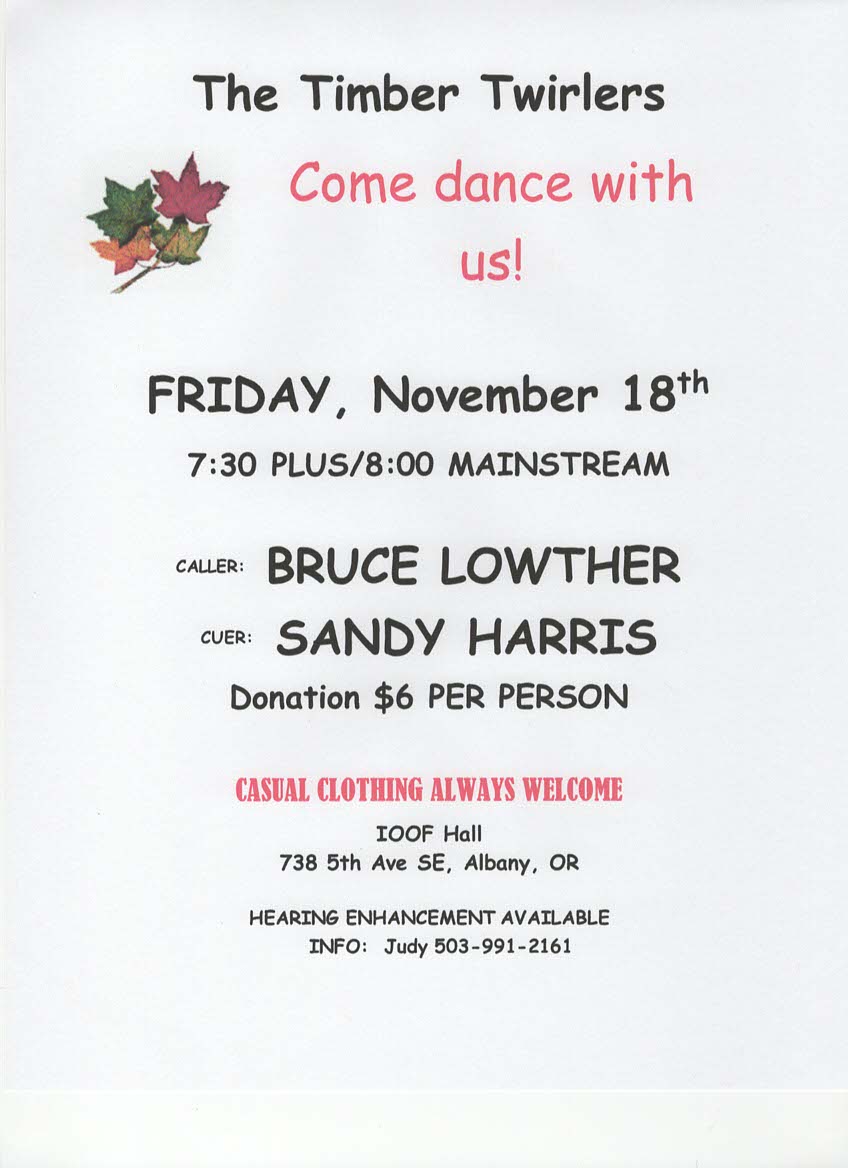 The Timber Twirlers
Come dance with
us!
FRIDAY, November 18th
7:30 PLUS/8:00 MAINSTREAM
CALLER: BRUCE LOWTHER
CUER: SANDY HARRIS
Donation $6 PER PERSON
CASUAL CLOTHING ALWAYS WELCOME
IOOF Hall
738 5th Ave SE, Albany, OR
HEARING ENHANCEMENT AVAILABLE
INFO: Judy 503-991-2161